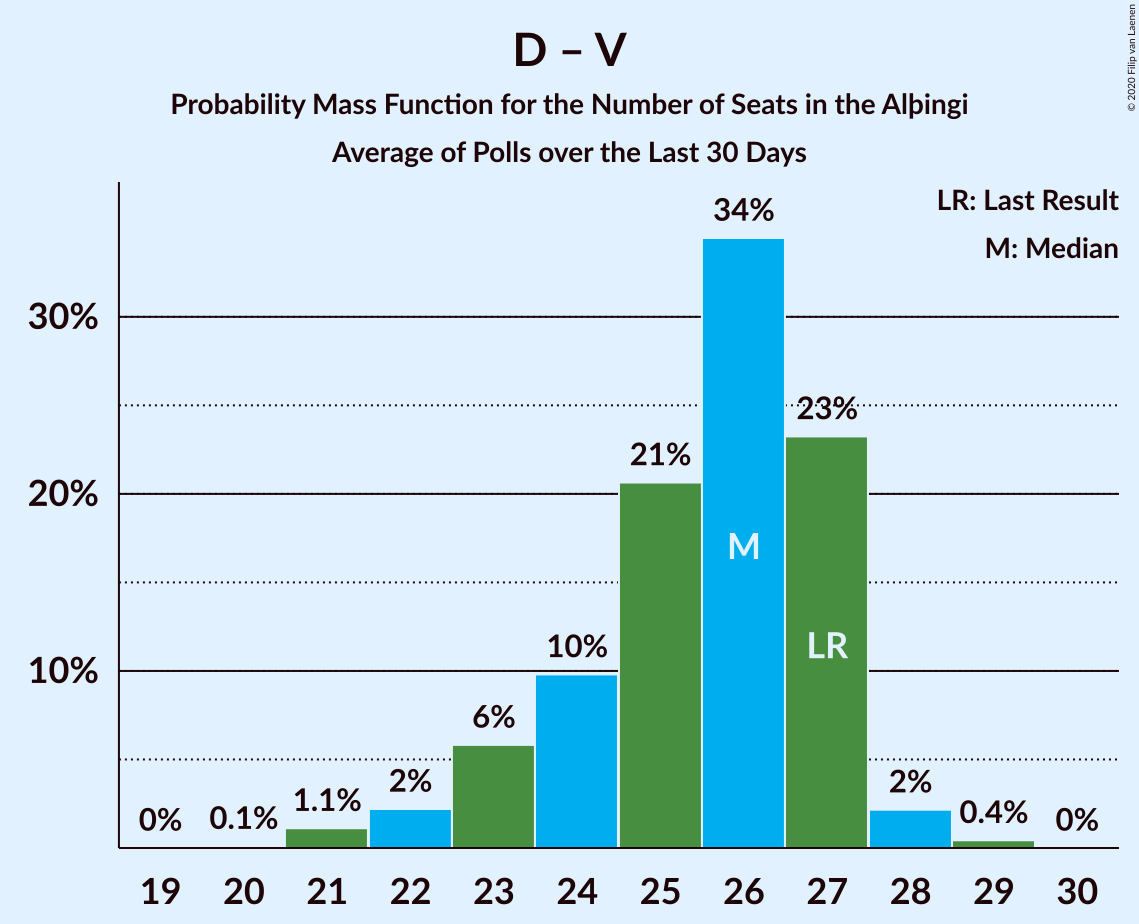 D – V
Probability Mass Function for the Number of Seats in the Alþingi
Average of Polls over the Last 30 Days
© 2020 Filip van Laenen
LR: Last Result
M: Median
34%
30%
23%
21%
20%
M
LR
10%
10%
6%
2%
2%
1.1%
0.4%
0%
0.1%
0%
19 20 21 22 23 24 25 26 27 28 29 30